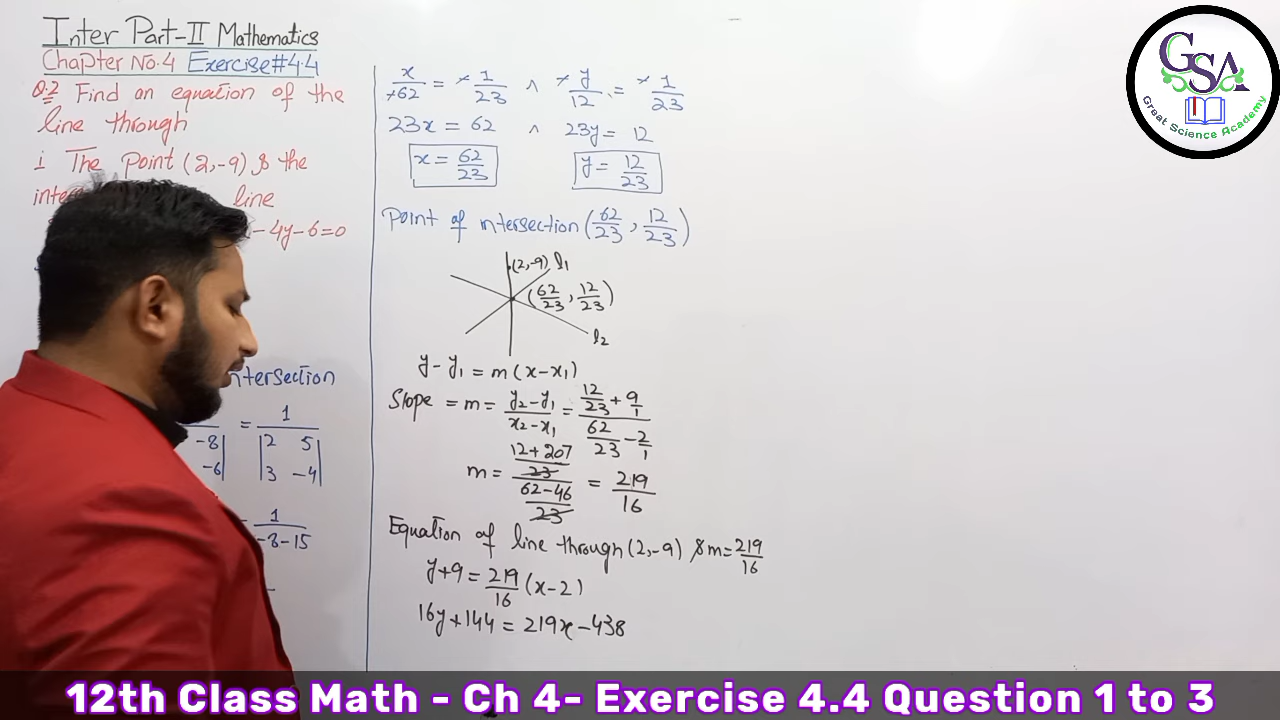 Inter Part-II Mathematics
Chapter No.4 Exercise#4.4
Q.2 Find an equation of the
line through
i The Point (2,-9) & the
line
-4y-6=0
ntersection
-8| = 1
-6| |2 5|
|3 -4|
1
-8-15
x/+62 = -1/23 ∧ -y/12 = -1/23
23x = 62 ∧ 23y = 12
x = 62/23 y = 12/23
Point of intersection (62/23, 12/23)
(2,-9) l₁
(62/23, 12/23)
l₂
y-y₁ = m(x-x₁)
Slope = m = (y₂-y₁)/(x₂-x₁) = (12/23 + 9/1)/(62/23 - 2/1)
m = ((12+207)/23)/((62-46)/23) = 219/16
Equation of line through (2,-9) & m=219/16
y+9 = 219/16 (x-2)
16y+144 = 219x-438
GSA
Great Science Academy
12th Class Math - Ch 4- Exercise 4.4 Question 1 to 3